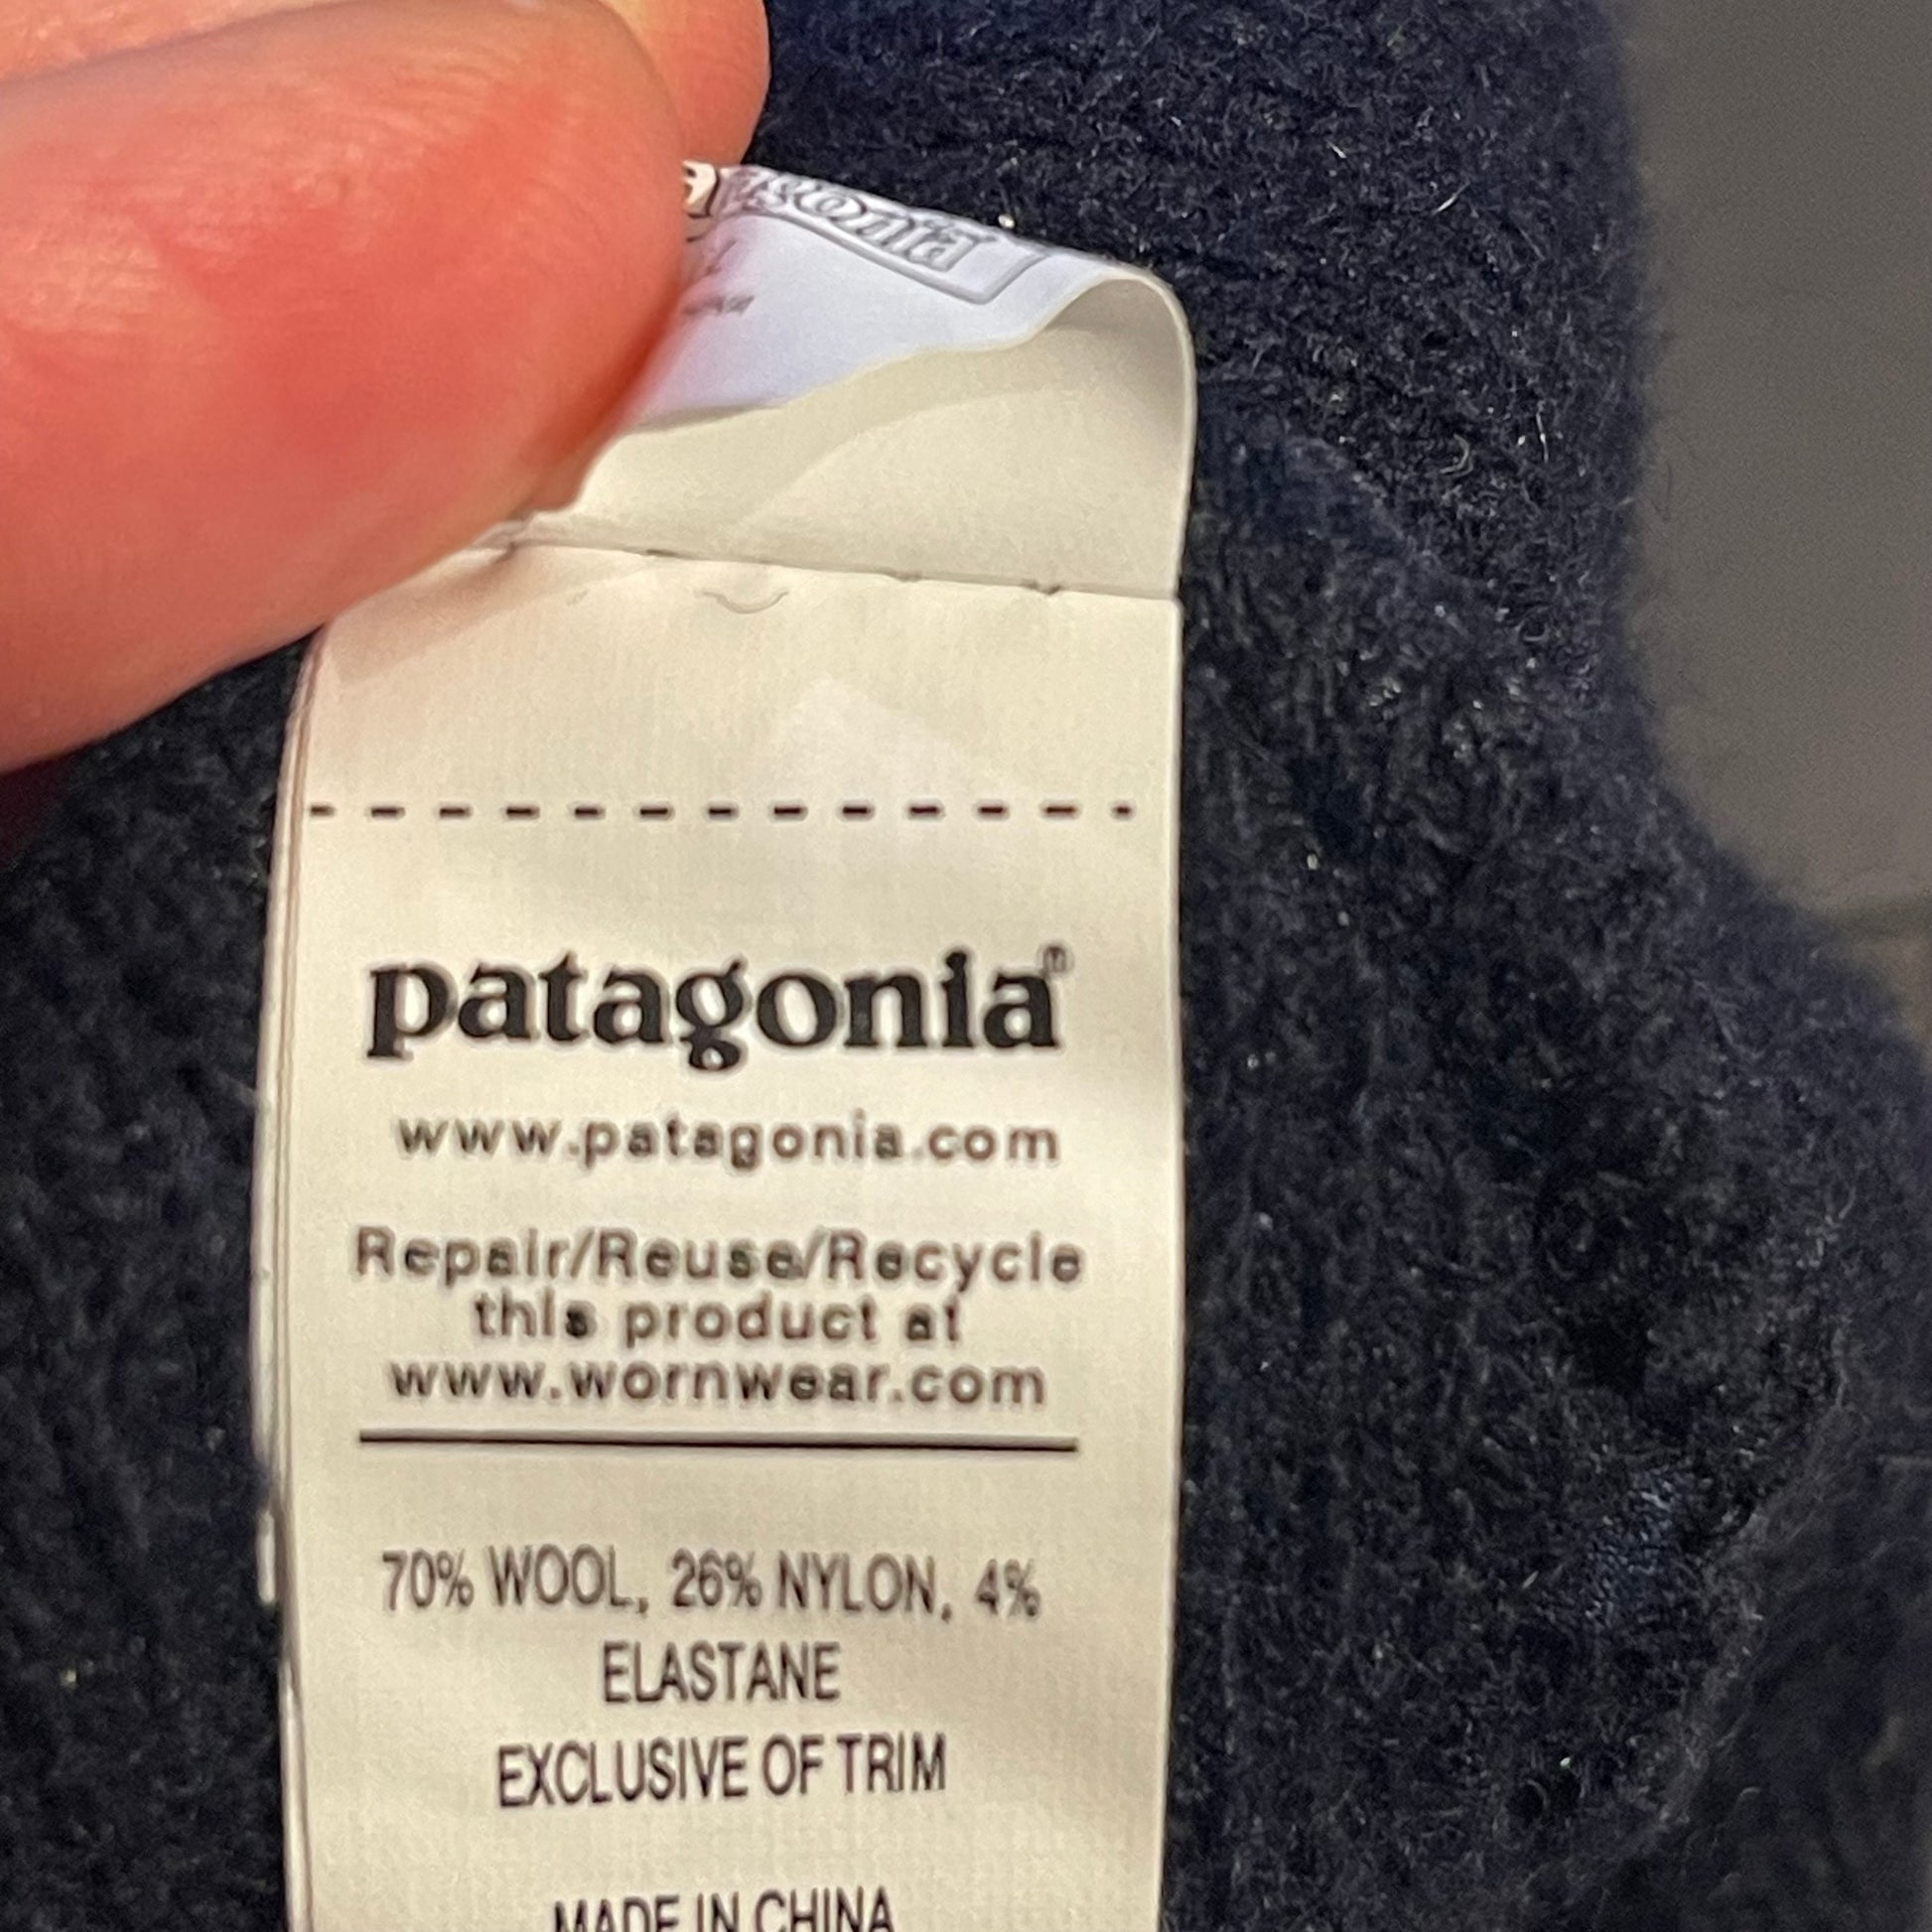 patagonia®
www.patagonia.com
Repair/Reuse/Recycle
this product at
www.wornwear.com
70% WOOL, 26% NYLON, 4%
ELASTANE
EXCLUSIVE OF TRIM
MADE IN CHINA